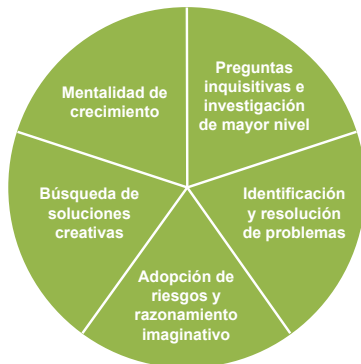 Preguntas
inquisitivas e
investigación
de mayor nivel
Mentalidad de
crecimiento
Identificación
y resolución
de problemas
Búsqueda de
soluciones
creativas
Adopción de
riesgos y
razonamiento
imaginativo